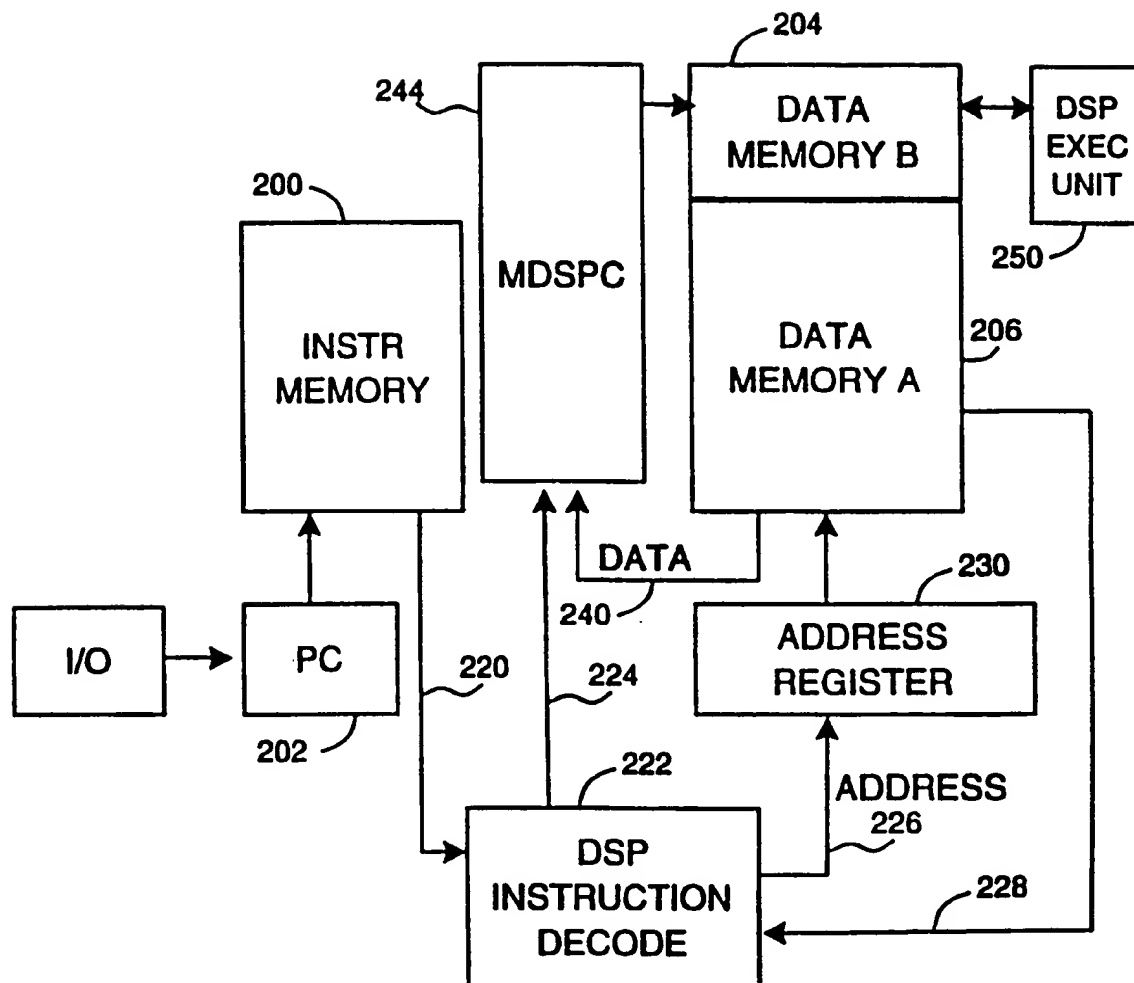 204
244
DATA
MEMORY B
DSP
EXEC
UNIT
200
250
MDSPC
INSTR
MEMORY
DATA
MEMORY A
206
DATA
240
230
I/O
PC
220
224
ADDRESS
REGISTER
202
222
ADDRESS
226
DSP
INSTRUCTION
DECODE
228